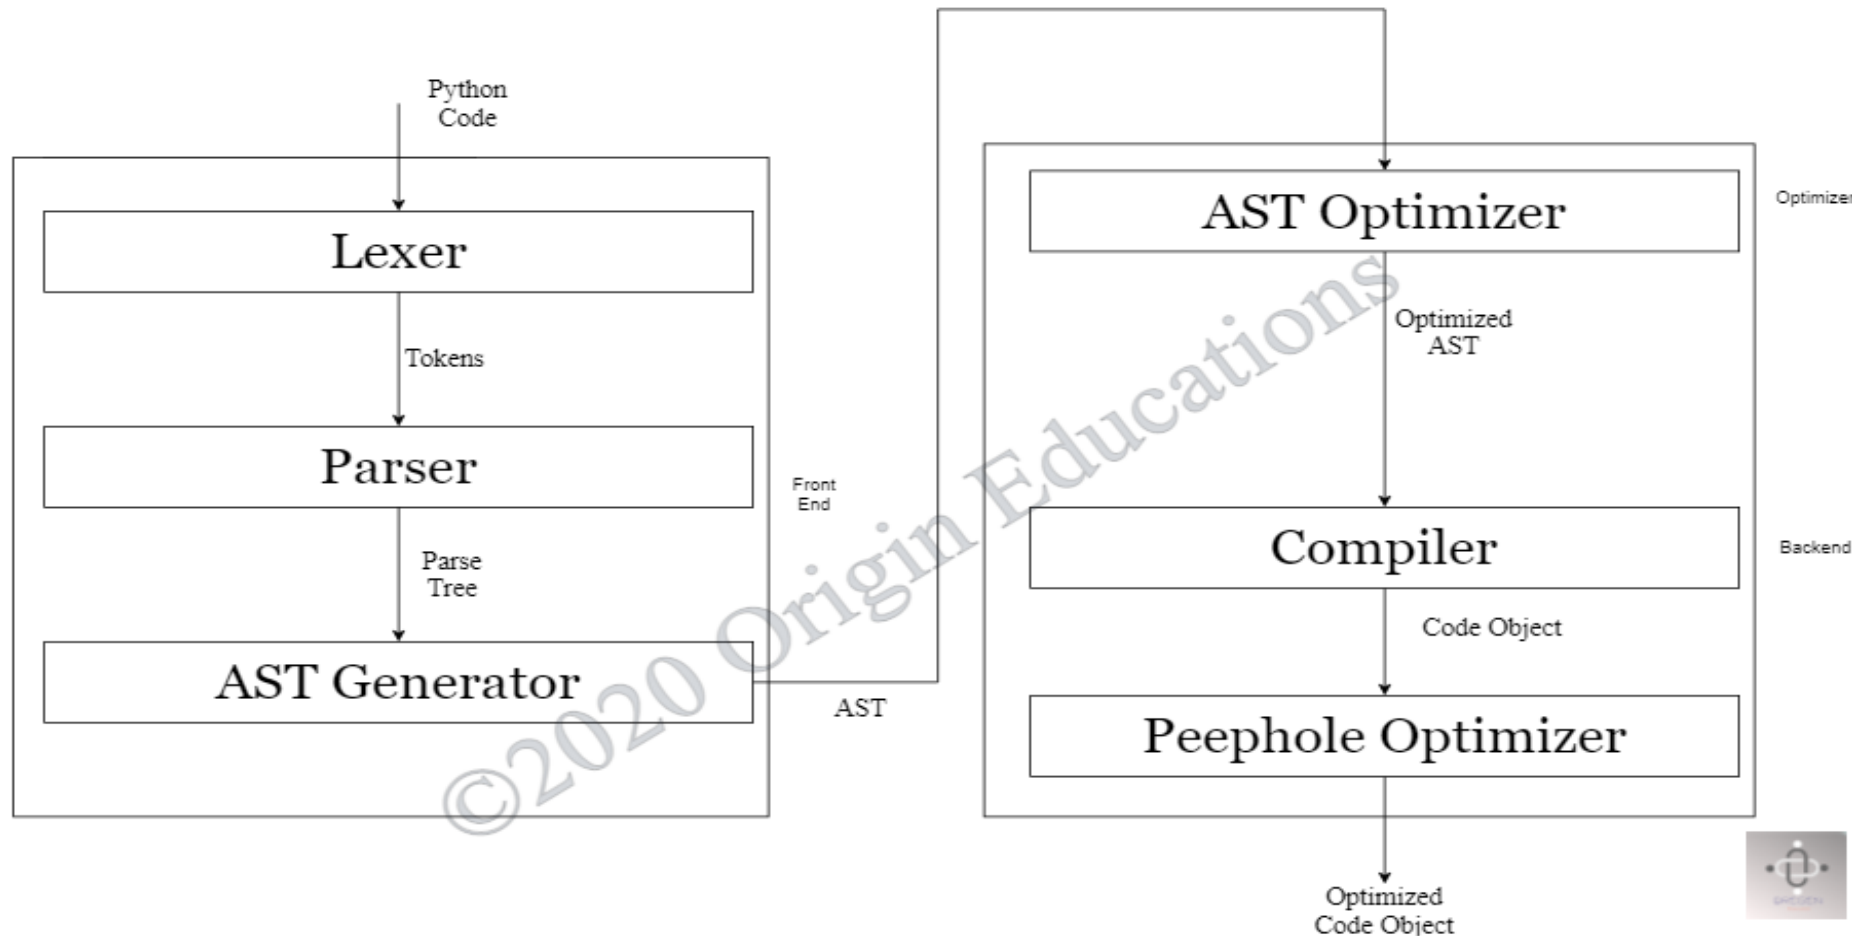 Python
Code
Lexer
Tokens
Parser
Front
End
Parse
Tree
AST Generator
AST
AST Optimizer
Optimizer
Optimized
AST
Compiler
Backend
Code Object
Peephole Optimizer
Optimized
Code Object
©2020 Origin Educations